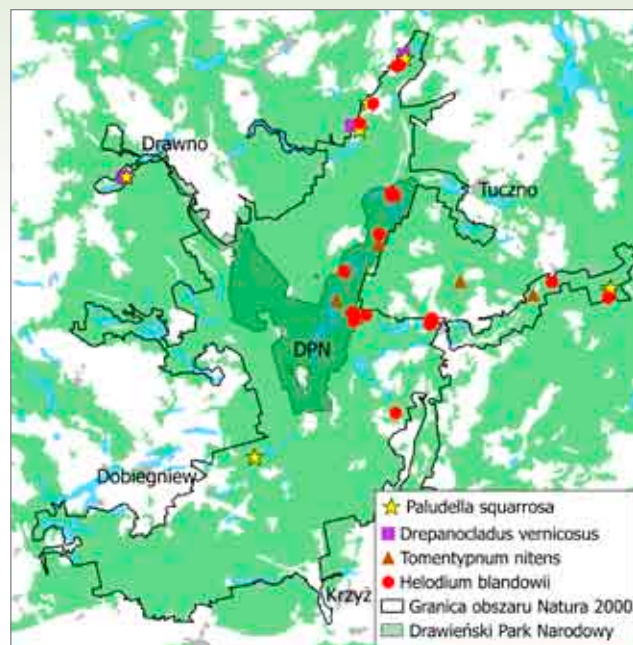 Drawno
Tuczno
DPN
Dobiegniew
Krzyż
Paludella squarrosa
Drepanocladus vernicosus
Tomentypnum nitens
Helodium blandowii
Granica obszaru Natura 2000
Drawieński Park Narodowy